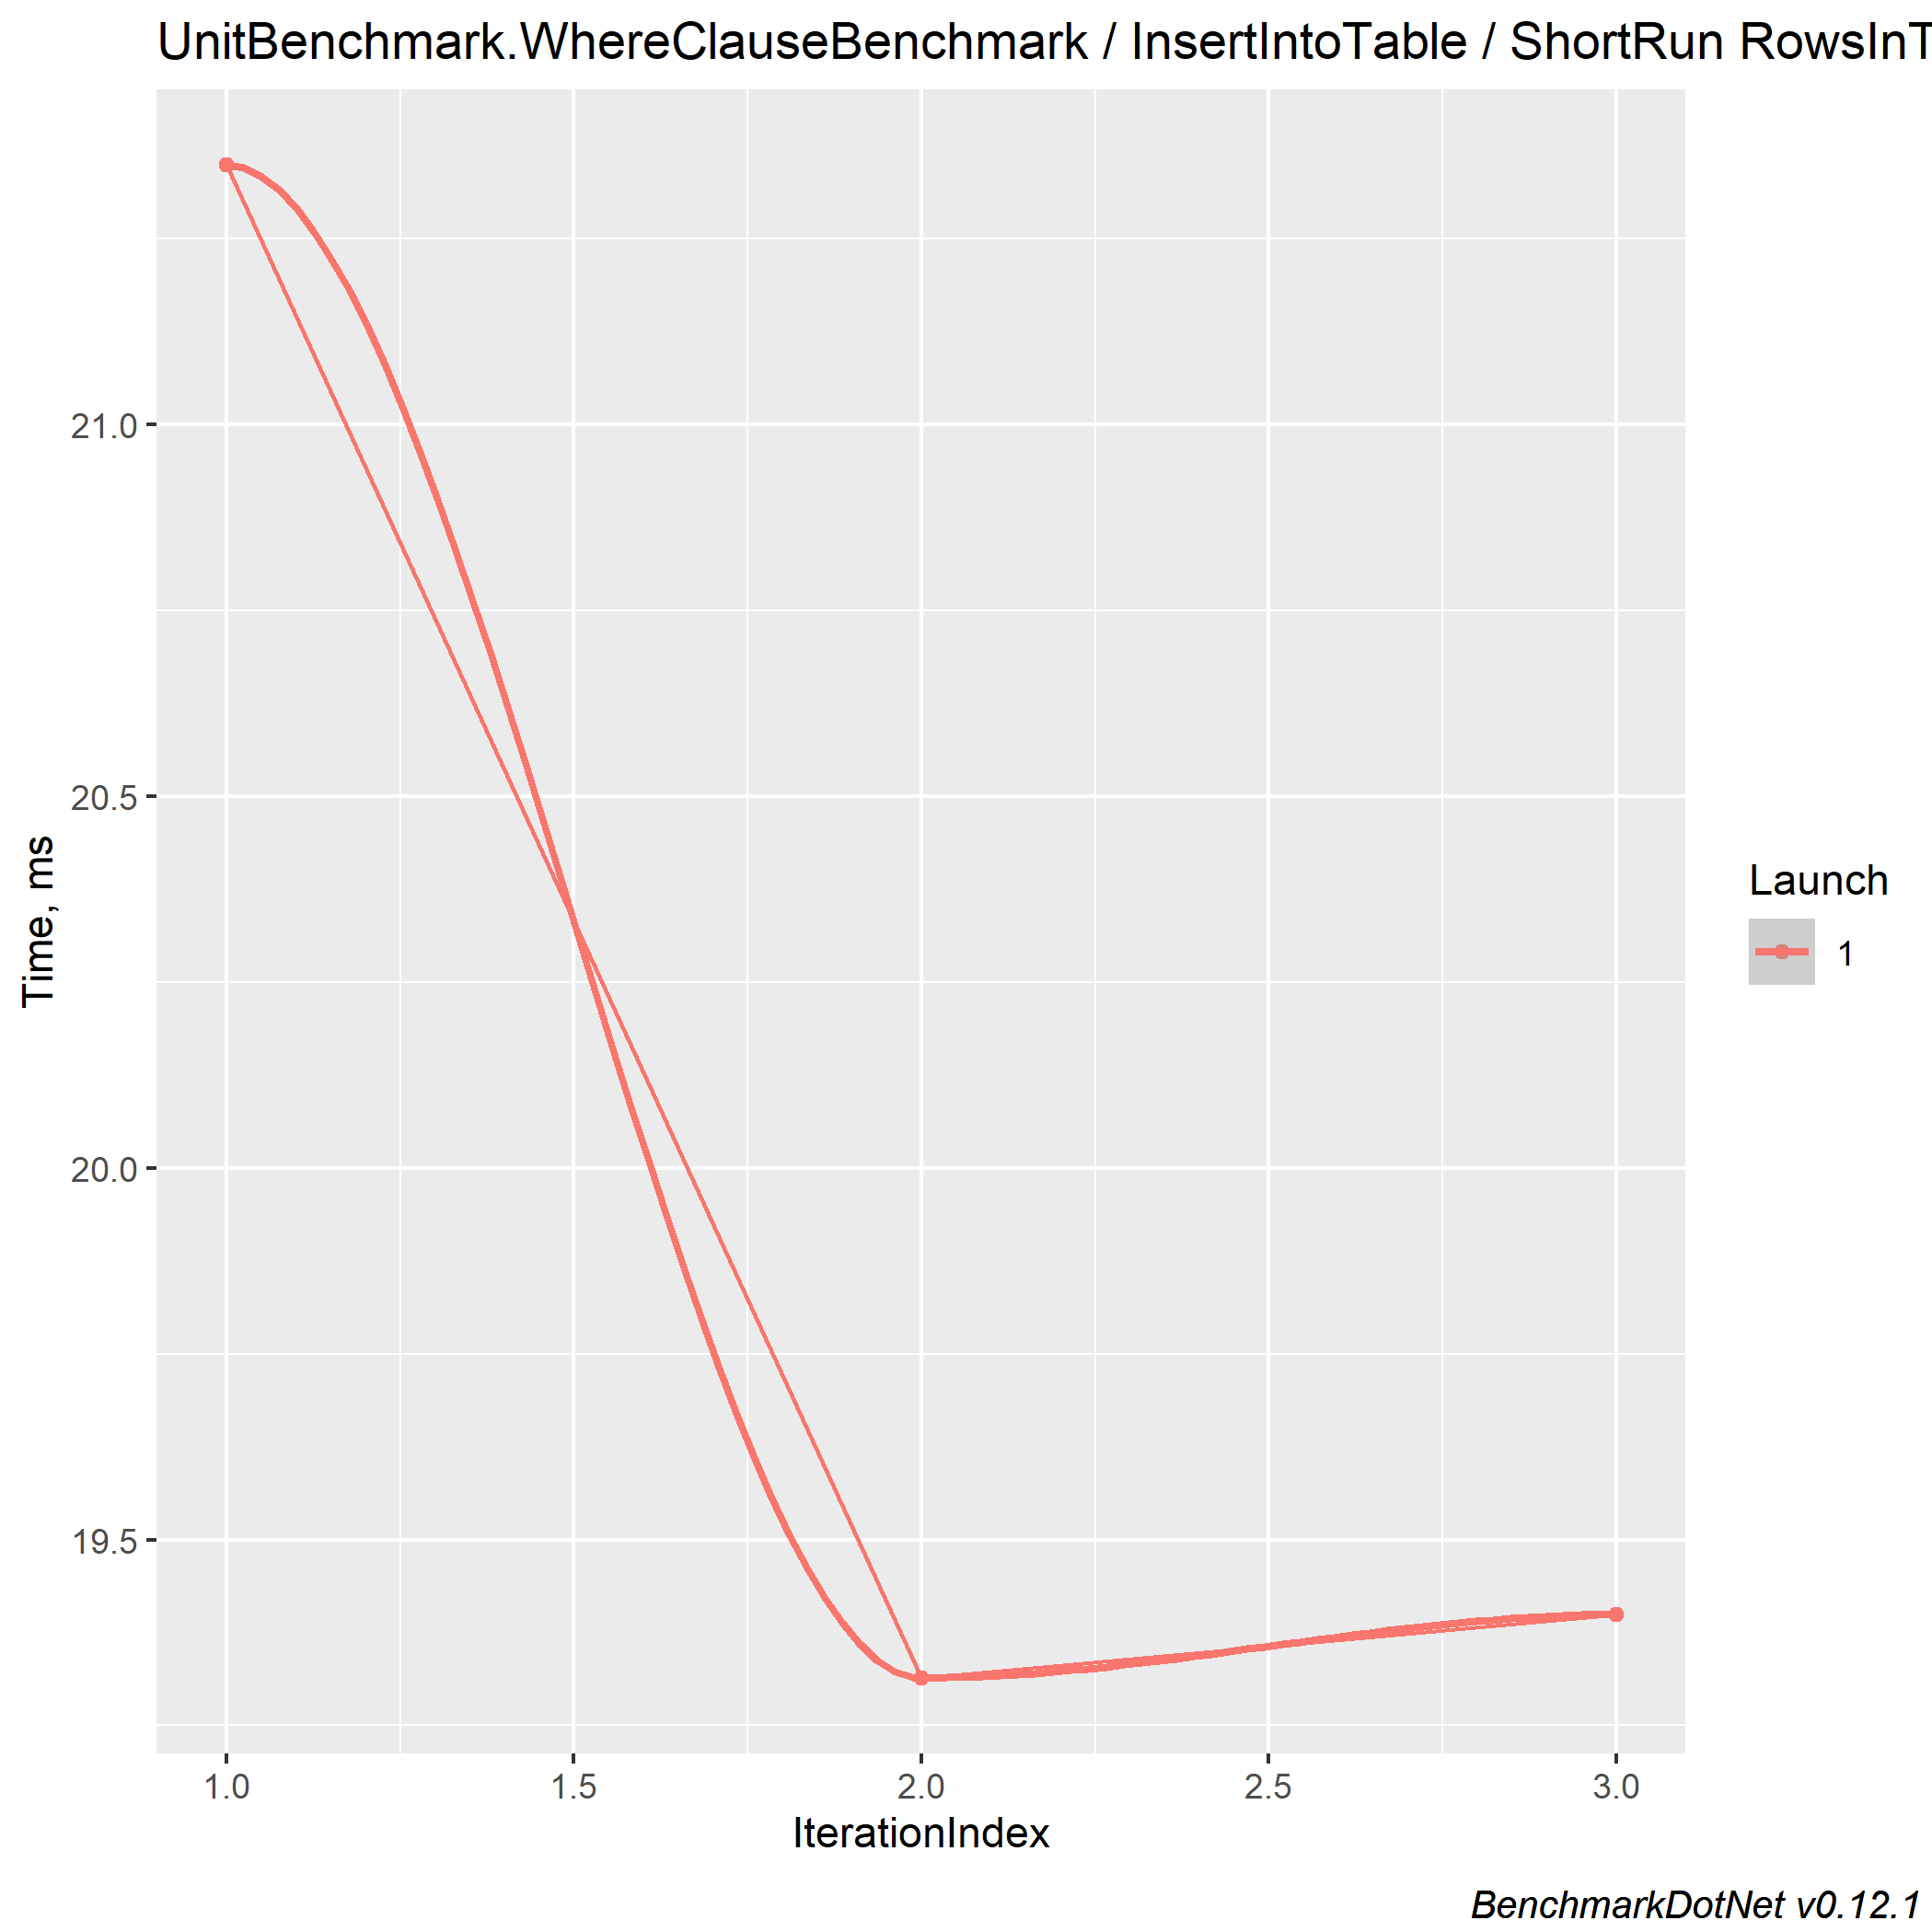 UnitBenchmark.WhereClauseBenchmark / InsertIntoTable / ShortRun RowsInT
21.0
20.5
20.0
19.5
Time, ms
1.0 1.5 2.0 2.5 3.0
IterationIndex
Launch
1
BenchmarkDotNet v0.12.1